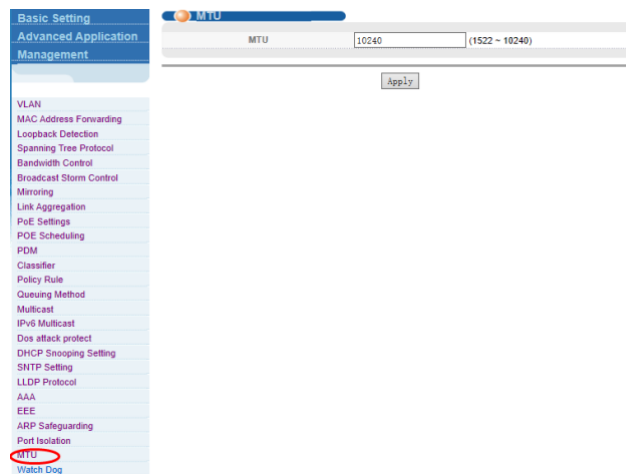 Basic Setting
Advanced Application
Management
VLAN
MAC Address Forwarding
Loopback Detection
Spanning Tree Protocol
Bandwidth Control
Broadcast Storm Control
Mirroring
Link Aggregation
PoE Settings
POE Scheduling
PDM
Classifier
Policy Rule
Queuing Method
Multicast
IPv6 Multicast
Dos attack protect
DHCP Snooping Setting
SNTP Setting
LLDP Protocol
AAA
EEE
ARP Safeguarding
Port Isolation
MTU
Watch Dog
MTU
MTU 10240 (1522 ~ 10240)
Apply